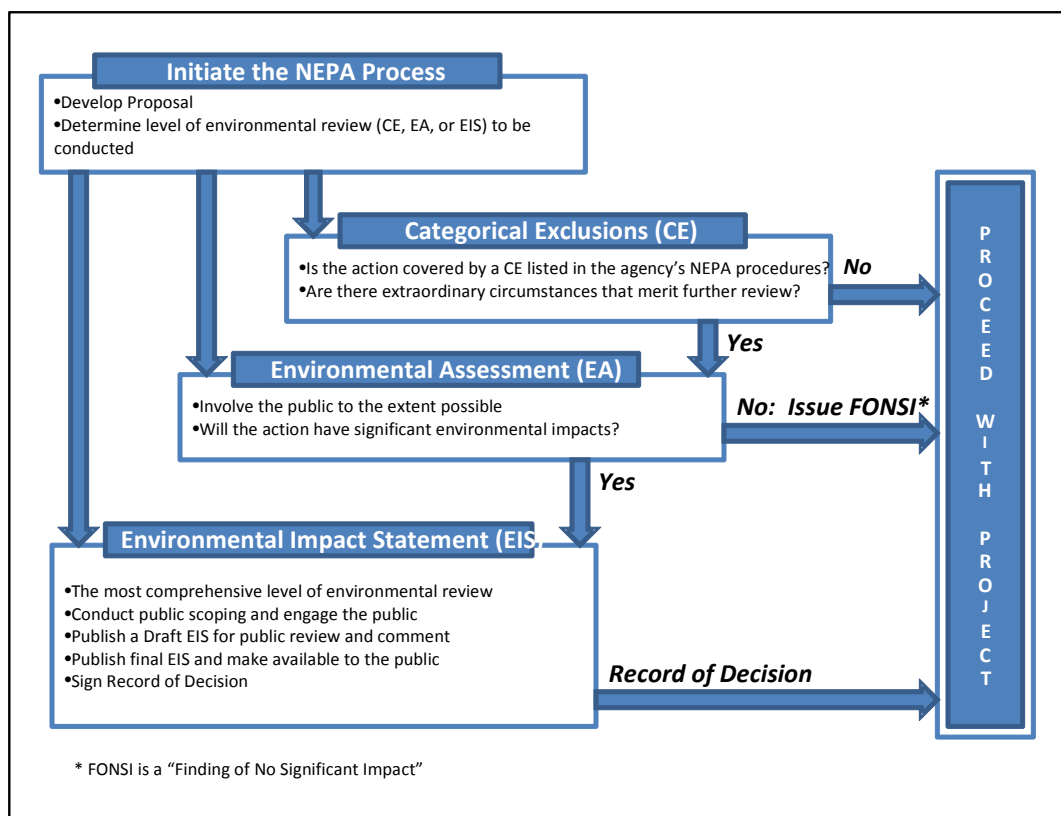 Initiate the NEPA Process
•Develop Proposal
•Determine level of environmental review (CE, EA, or EIS) to be
conducted
Categorical Exclusions (CE)
•Is the action covered by a CE listed in the agency’s NEPA procedures?
•Are there extraordinary circumstances that merit further review?
No
Yes
Environmental Assessment (EA)
•Involve the public to the extent possible
•Will the action have significant environmental impacts?
No: Issue FONSI*
Yes
Environmental Impact Statement (EIS)
•The most comprehensive level of environmental review
•Conduct public scoping and engage the public
•Publish a Draft EIS for public review and comment
•Publish final EIS and make available to the public
•Sign Record of Decision
Record of Decision
PROCEED WITH PROJECT
* FONSI is a “Finding of No Significant Impact”